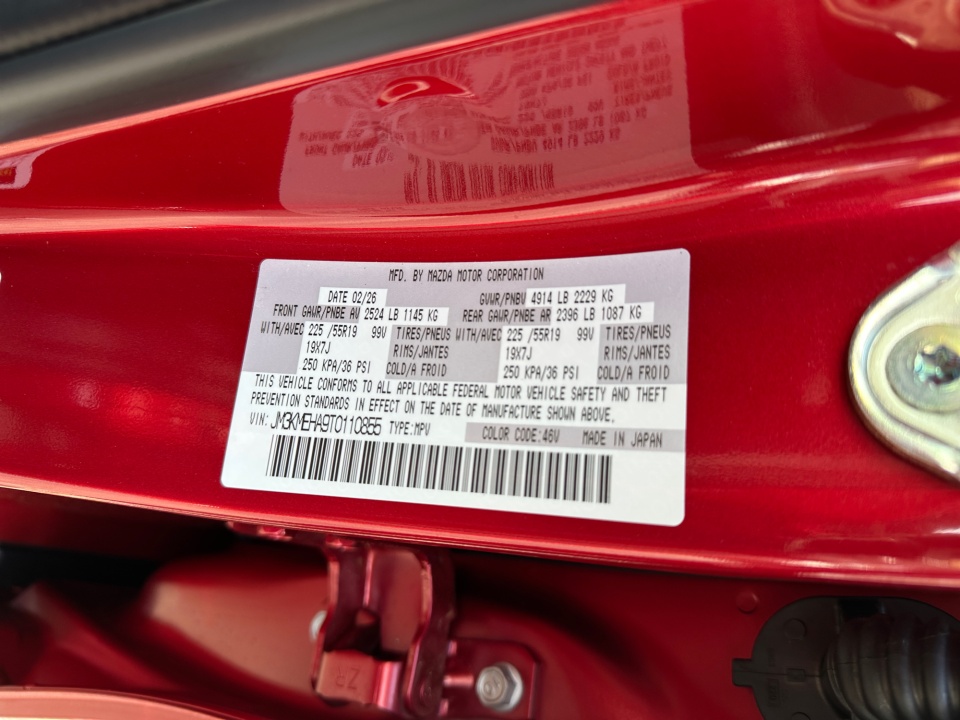 MFD. BY MAZDA MOTOR CORPORATION
DATE 02/26 GVWR/PNBV 4914 LB 2229 KG
FRONT GAWR/PNBE AV 2524 LB 1145 KG REAR GAWR/PNBE AR 2396 LB 1087 KG
WITH/AVEC 225 /55R19 99V TIRES/PNEUS WITH/AVEC 225 /55R19 99V TIRES/PNEUS
19X7J RIMS/JANTES 19X7J RIMS/JANTES
250 KPA/36 PSI COLD/A FROID 250 KPA/36 PSI COLD/A FROID
THIS VEHICLE CONFORMS TO ALL APPLICABLE FEDERAL MOTOR VEHICLE SAFETY AND THEFT
PREVENTION STANDARDS IN EFFECT ON THE DATE OF MANUFACTURE SHOWN ABOVE.
VIN: JM3KMEHA9T0110855 TYPE:MPV COLOR CODE:46V MADE IN JAPAN
ZR